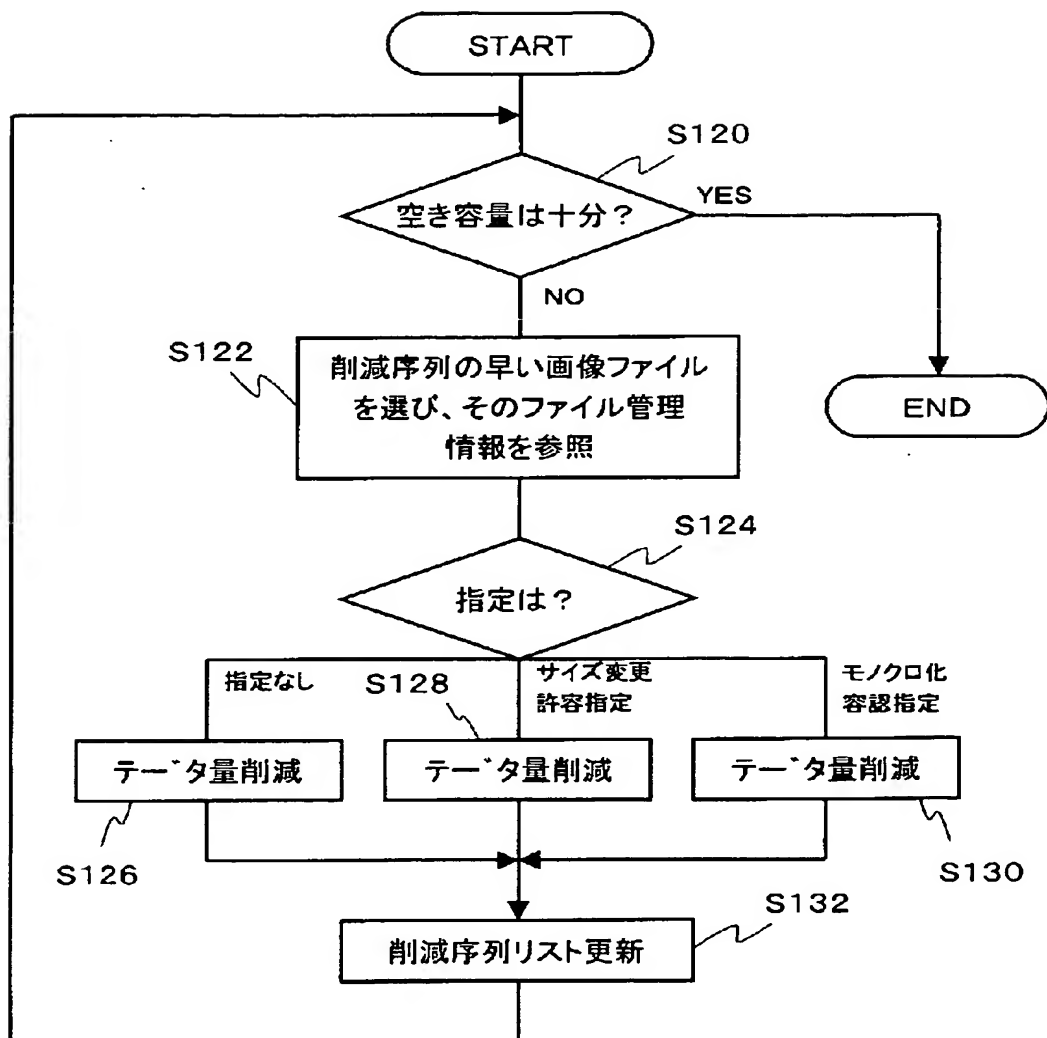 START
S120
空き容量は十分？
YES
NO
S122
削減序列の早い画像ファイル
を選び、そのファイル管理
情報を参照
END
S124
指定は？
指定なし
S128
サイズ変更
許容指定
モノクロ化
容認指定
データ量削減
データ量削減
データ量削減
S126
S130
S132
削減序列リスト更新